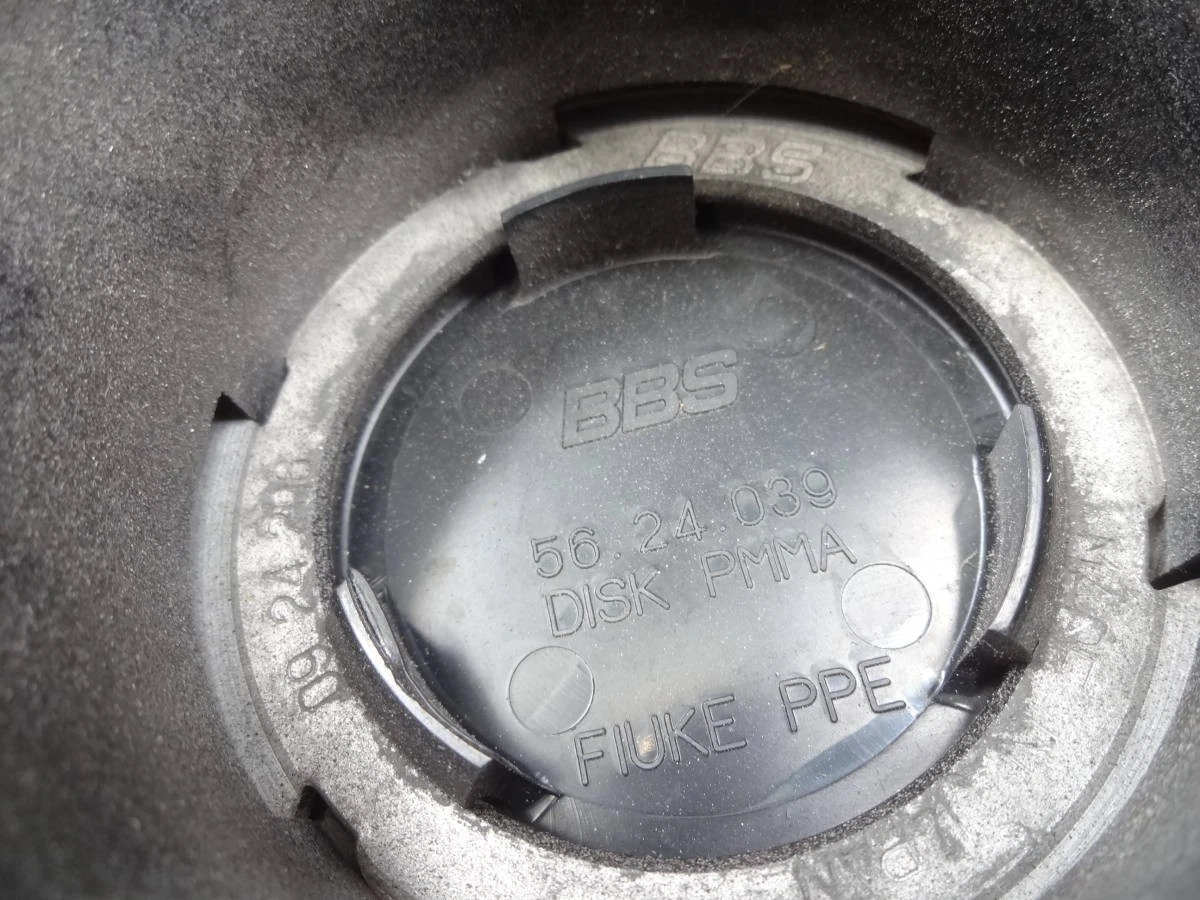 BBS
BBS
56.24.039
DISK PMMA
FIUKE PPE
09.24.208